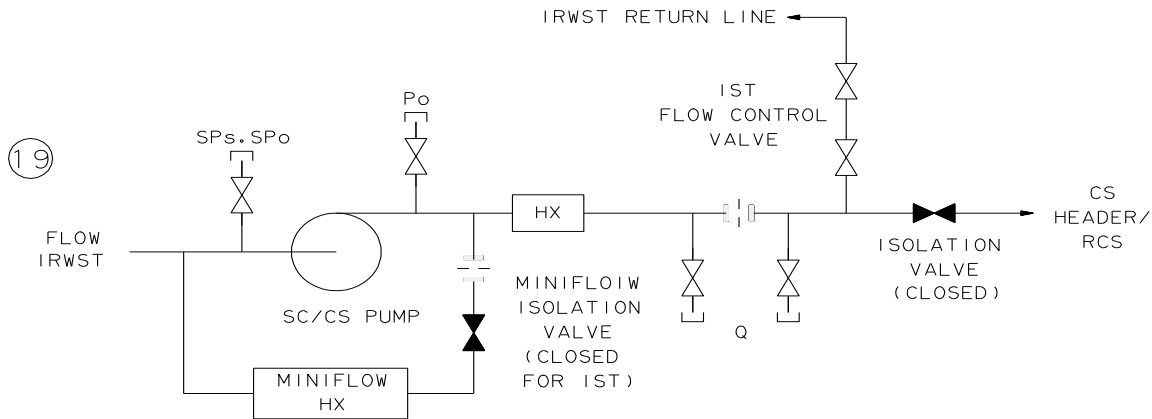 IRWST RETURN LINE
IST
FLOW CONTROL
VALVE
Po
SPs.SPo
19
HX
CS
HEADER/
RCS
FLOW
IRWST
ISOLATION
VALVE
(CLOSED)
MINIFLOIW
ISOLATION
VALVE
(CLOSED
FOR IST)
SC/CS PUMP
Q
MINIFLOW
HX